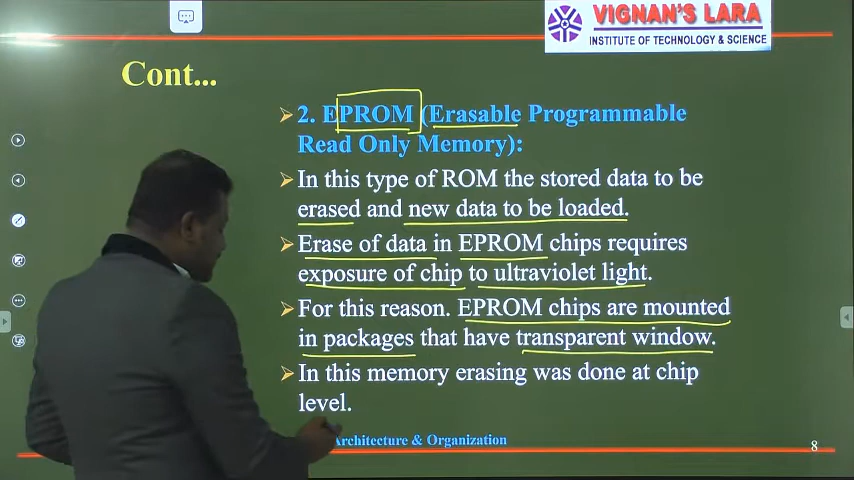 VIGNAN'S LARA
INSTITUTE OF TECHNOLOGY & SCIENCE
Cont...
2. EPROM (Erasable Programmable
Read Only Memory):
In this type of ROM the stored data to be
erased and new data to be loaded.
Erase of data in EPROM chips requires
exposure of chip to ultraviolet light.
For this reason. EPROM chips are mounted
in packages that have transparent window.
In this memory erasing was done at chip
level.
Architecture & Organization
8